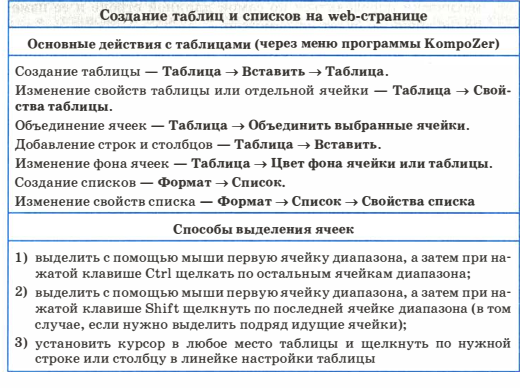 Создание таблиц и списков на web-странице
Основные действия с таблицами (через меню программы KompoZer)
Создание таблицы — Таблица → Вставить → Таблица.
Изменение свойств таблицы или отдельной ячейки — Таблица → Свой-
ства таблицы.
Объединение ячеек — Таблица → Объединить выбранные ячейки.
Добавление строк и столбцов — Таблица → Вставить.
Изменение фона ячеек — Таблица → Цвет фона ячейки или таблицы.
Создание списков — Формат → Список.
Изменение свойств списка — Формат → Список → Свойства списка
Способы выделения ячеек
1) выделить с помощью мыши первую ячейку диапазона, а затем при на-
жатой клавише Ctrl щелкать по остальным ячейкам диапазона;
2) выделить с помощью мыши первую ячейку диапазона, а затем при на-
жатой клавише Shift щелкнуть по последней ячейке диапазона (в том
случае, если нужно выделить подряд идущие ячейки);
3) установить курсор в любое место таблицы и щелкнуть по нужной
строке или столбцу в линейке настройки таблицы